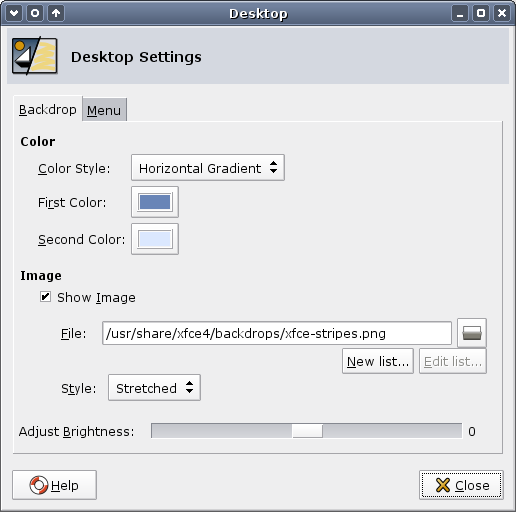 Desktop
Desktop Settings
Backdrop Menu
Color
Color Style: Horizontal Gradient
First Color:
Second Color:
Image
Show Image
File: /usr/share/xfce4/backdrops/xfce-stripes.png
New list... Edit list...
Style: Stretched
Adjust Brightness: 0
Help Close